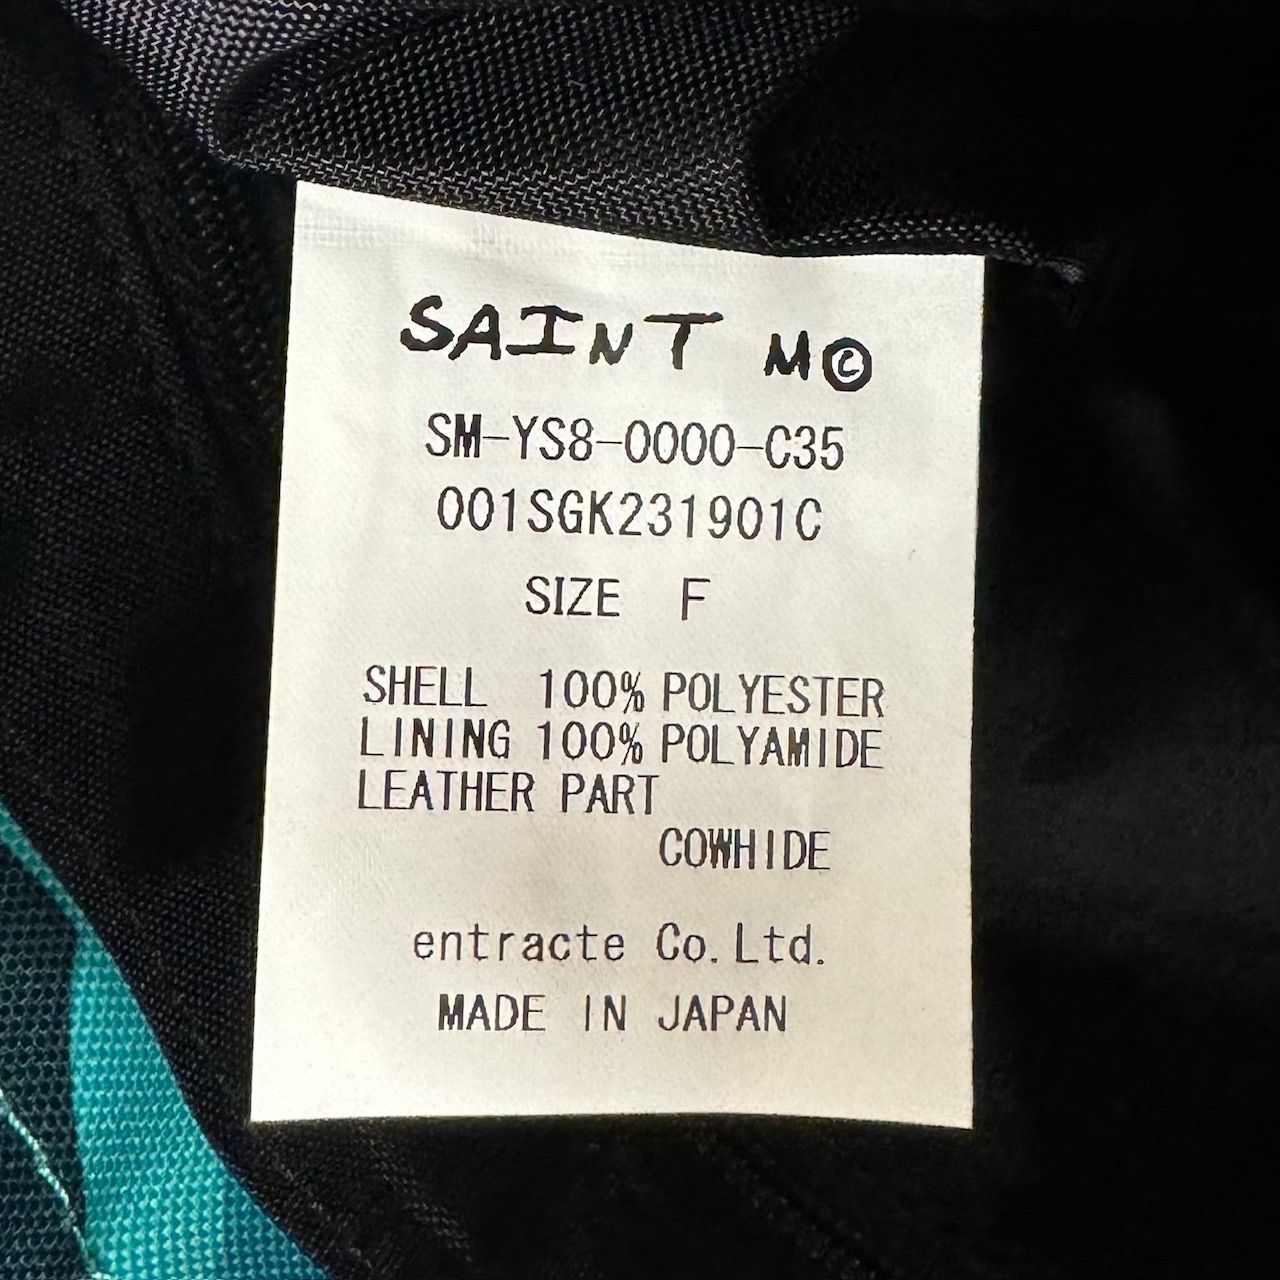 SAINT M©
SM-YS8-0000-C35
001SGK231901C
SIZE F
SHELL 100% POLYESTER
LINING 100% POLYAMIDE
LEATHER PART
COWHIDE
entracte Co.Ltd.
MADE IN JAPAN